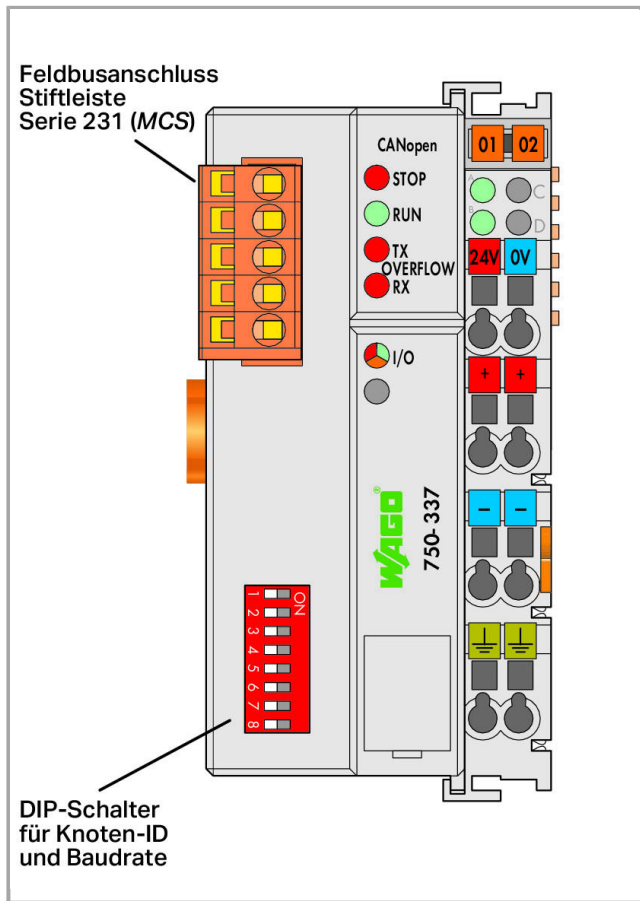 Feldbusanschluss
Stiftleiste
Serie 231 (MCS)
CANopen
STOP
RUN
TX
OVERFLOW
RX
I/O
01 02
A C
B D
24V 0V
+ +
- -
WAGO®
750-337
ON
1
2
3
4
5
6
7
8
DIP-Schalter
für Knoten-ID
und Baudrate